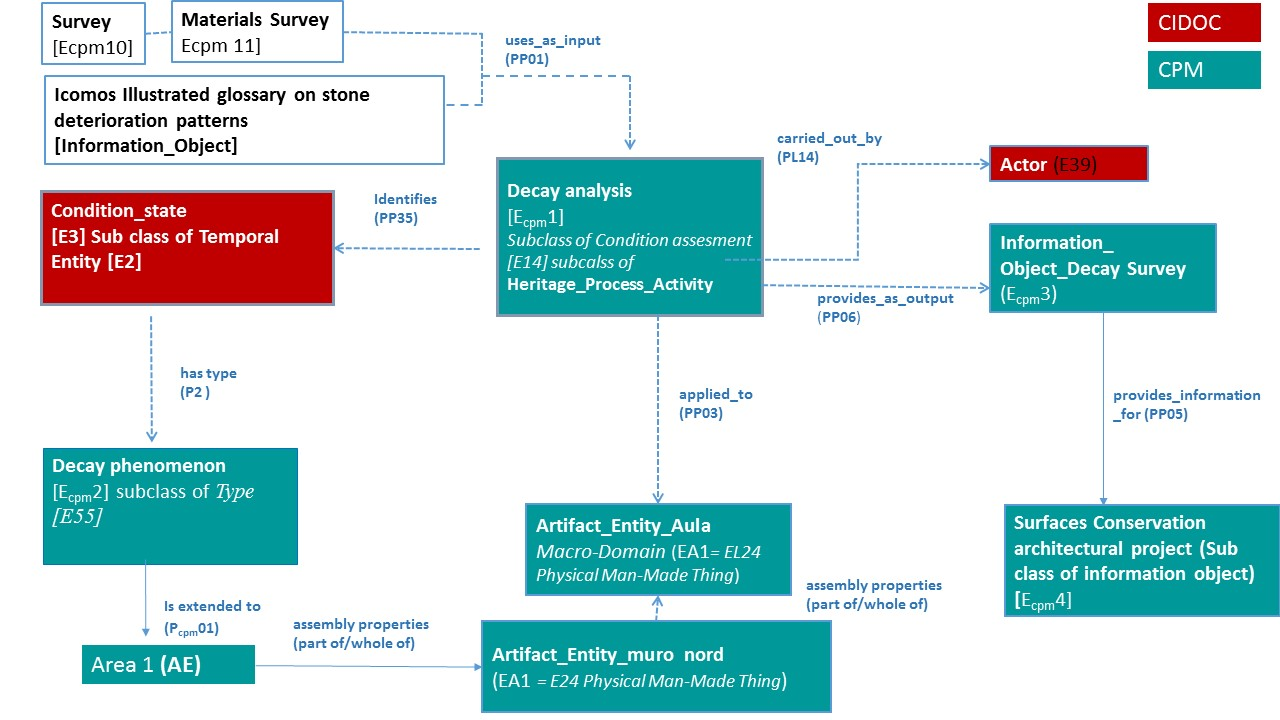 Survey
[Ecpm10]
Materials Survey
Ecpm 11]
uses_as_input
(PP01)
CIDOC
CPM
Icomos Illustrated glossary on stone
deterioration patterns
[Information_Object]
carried_out_by
(PL14)
Actor (E39)
Condition_state
[E3] Sub class of Temporal
Entity [E2]
Identifies
(PP35)
Decay analysis
[Ecpm1]
Subclass of Condition assesment
[E14] subcalss of
Heritage_Process_Activity
Information_
Object_Decay Survey
(Ecpm3)
provides_as_output
(PP06)
has type
(P2 )
applied_to
(PP03)
provides_information
_for (PP05)
Decay phenomenon
[Ecpm2] subclass of Type
[E55]
Artifact_Entity_Aula
Macro-Domain (EA1= EL24
Physical Man-Made Thing)
Surfaces Conservation
architectural project (Sub
class of information object)
[Ecpm4]
assembly properties
(part of/whole of)
Is extended to
(Pcpm01)
assembly properties
(part of/whole of)
Area 1 (AE)
Artifact_Entity_muro nord
(EA1 = E24 Physical Man-Made Thing)